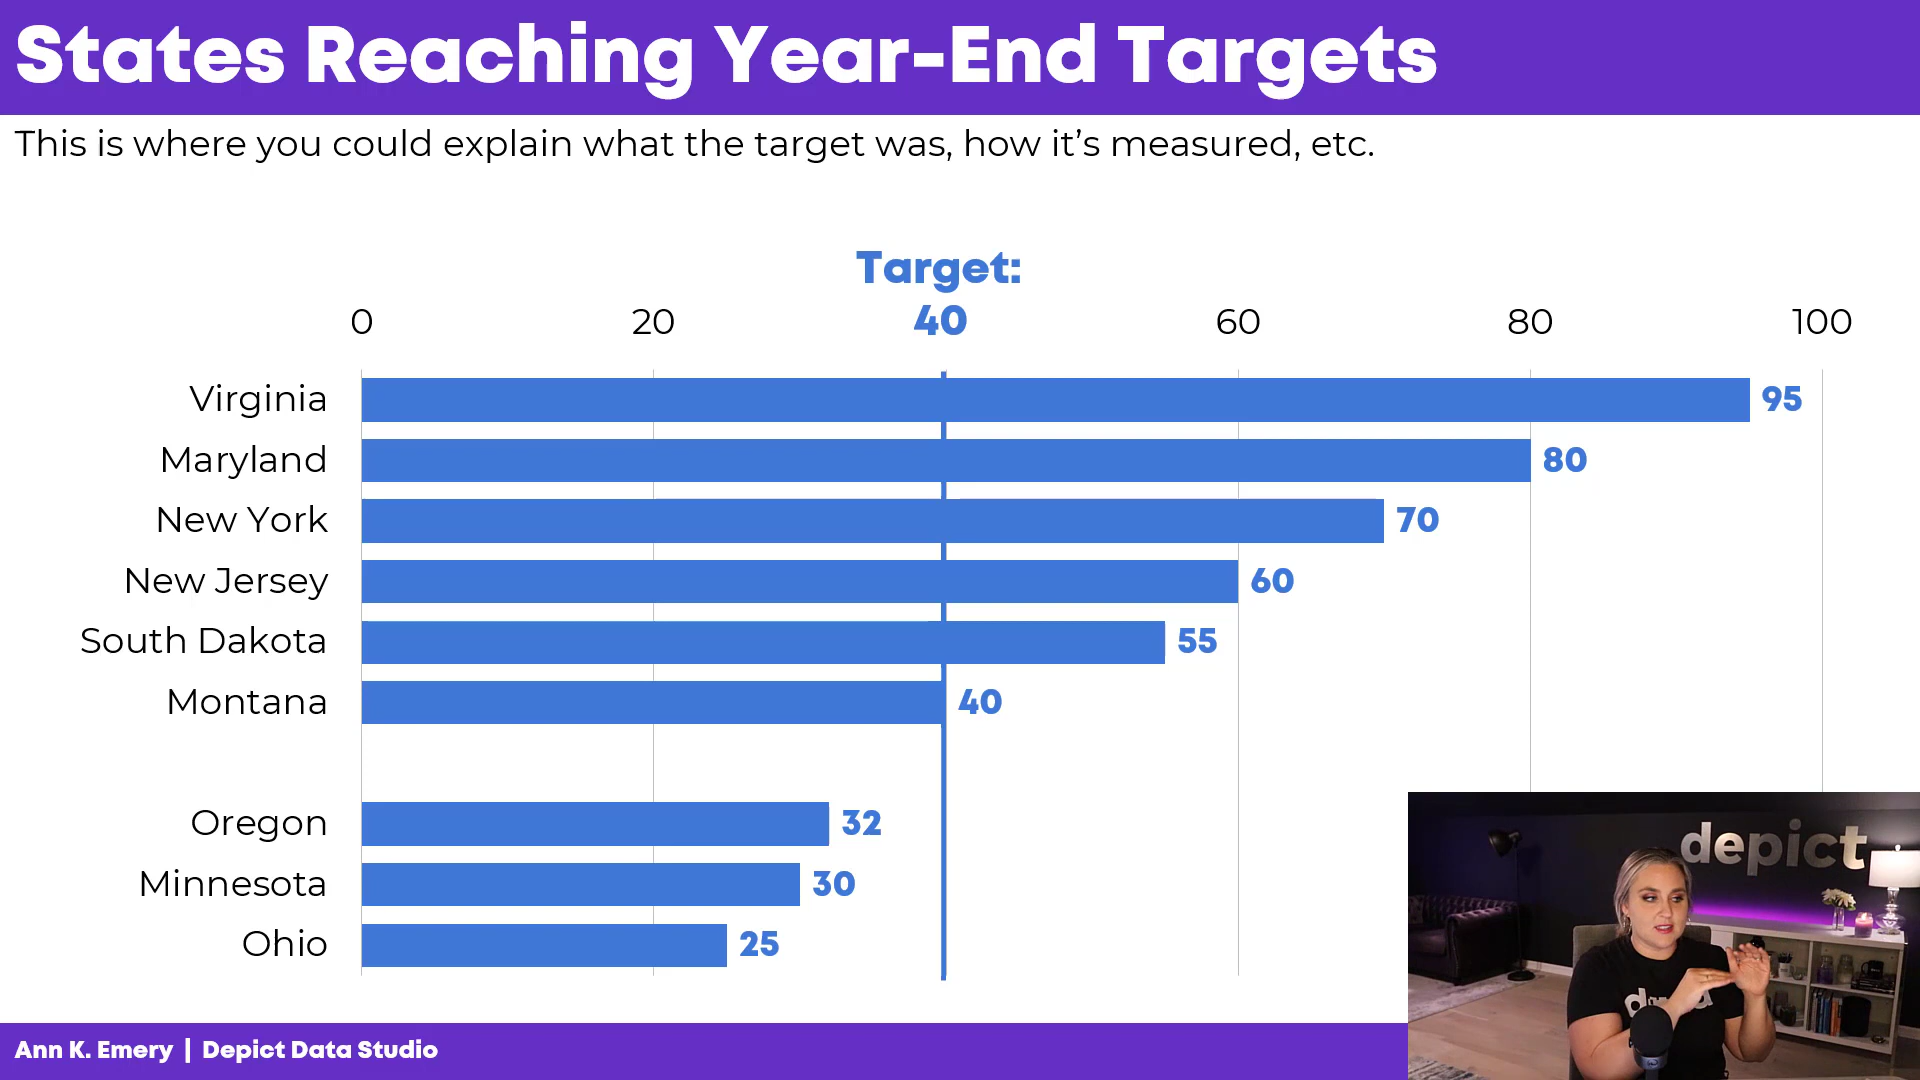 States Reaching Year-End Targets
This is where you could explain what the target was, how it’s measured, etc.
Target:
0 20 40 60 80 100
Virginia 95
Maryland 80
New York 70
New Jersey 60
South Dakota 55
Montana 40
Oregon 32
Minnesota 30
Ohio 25
depict
Ann K. Emery | Depict Data Studio